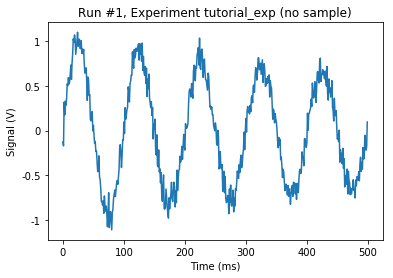 Run #1, Experiment tutorial_exp (no sample)
Signal (V)
1
0.5
0
-0.5
-1
0 100 200 300 400 500
Time (ms)